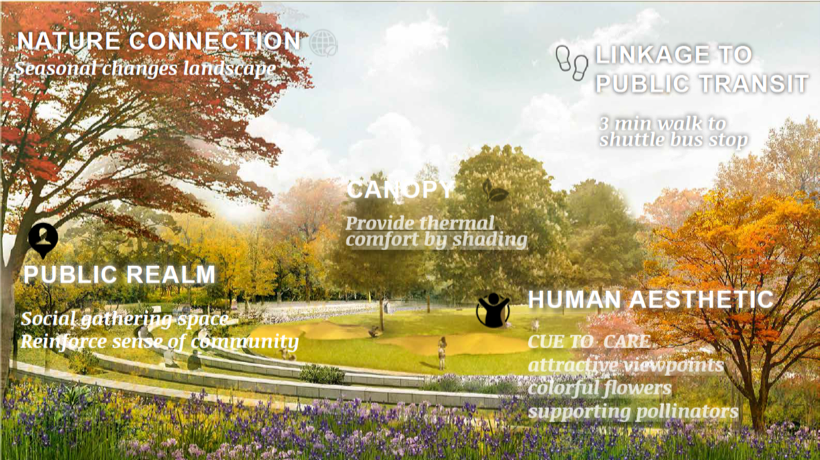 NATURE CONNECTION
Seasonal changes landscape
LINKAGE TO
PUBLIC TRANSIT
3 min walk to
shuttle bus stop
CANOPY
Provide thermal
comfort by shading
PUBLIC REALM
Social gathering space
Reinforce sense of community
HUMAN AESTHETIC
CUE TO CARE
attractive viewpoints
colorful flowers
supporting pollinators